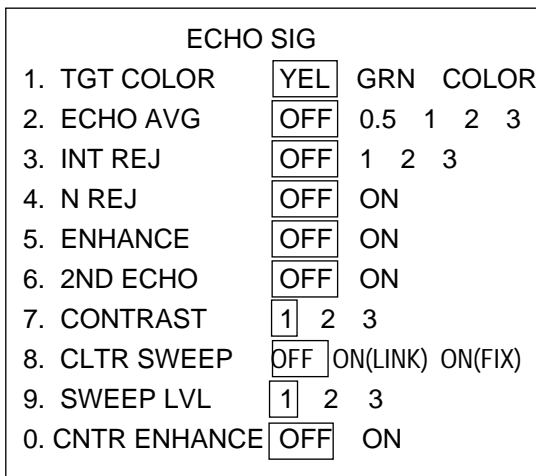 ECHO SIG
1. TGT COLOR YEL GRN COLOR
2. ECHO AVG OFF 0.5 1 2 3
3. INT REJ OFF 1 2 3
4. N REJ OFF ON
5. ENHANCE OFF ON
6. 2ND ECHO OFF ON
7. CONTRAST 1 2 3
8. CLTR SWEEP OFF ON(LINK) ON(FIX)
9. SWEEP LVL 1 2 3
0. CNTR ENHANCE OFF ON